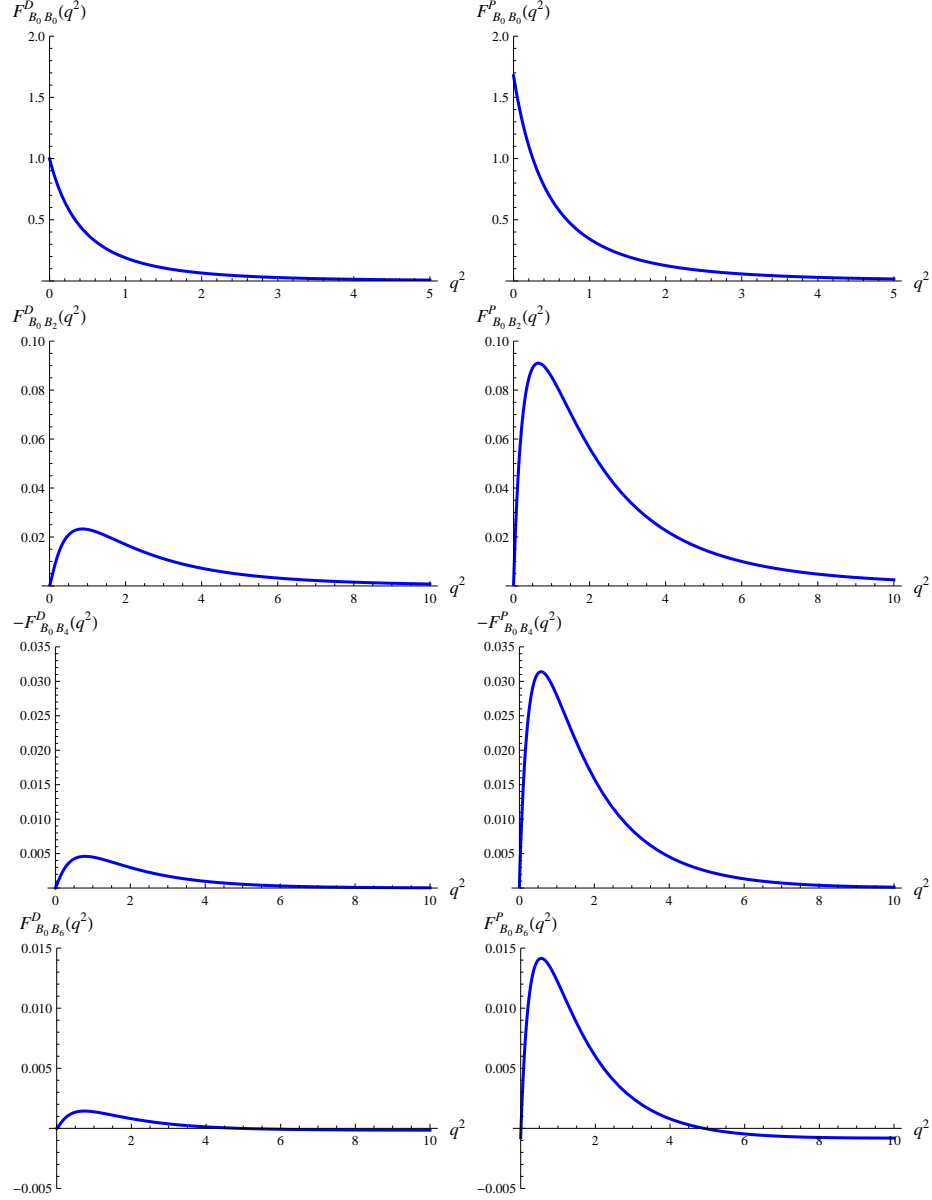 F^D_{B_0 B_0}(q^2)
2.0
1.5
1.0
0.5
0 1 2 3 4 5 q^2
F^P_{B_0 B_0}(q^2)
2.0
1.5
1.0
0.5
0 1 2 3 4 5 q^2
F^D_{B_0 B_2}(q^2)
0.10
0.08
0.06
0.04
0.02
0 2 4 6 8 10 q^2
F^P_{B_0 B_2}(q^2)
0.10
0.08
0.06
0.04
0.02
0 2 4 6 8 10 q^2
−F^D_{B_0 B_4}(q^2)
0.035
0.030
0.025
0.020
0.015
0.010
0.005
0 2 4 6 8 10 q^2
−F^P_{B_0 B_4}(q^2)
0.035
0.030
0.025
0.020
0.015
0.010
0.005
0 2 4 6 8 10 q^2
F^D_{B_0 B_6}(q^2)
0.015
0.010
0.005
2 4 6 8 10 q^2
−0.005
F^P_{B_0 B_6}(q^2)
0.015
0.010
0.005
2 4 6 8 10 q^2
−0.005